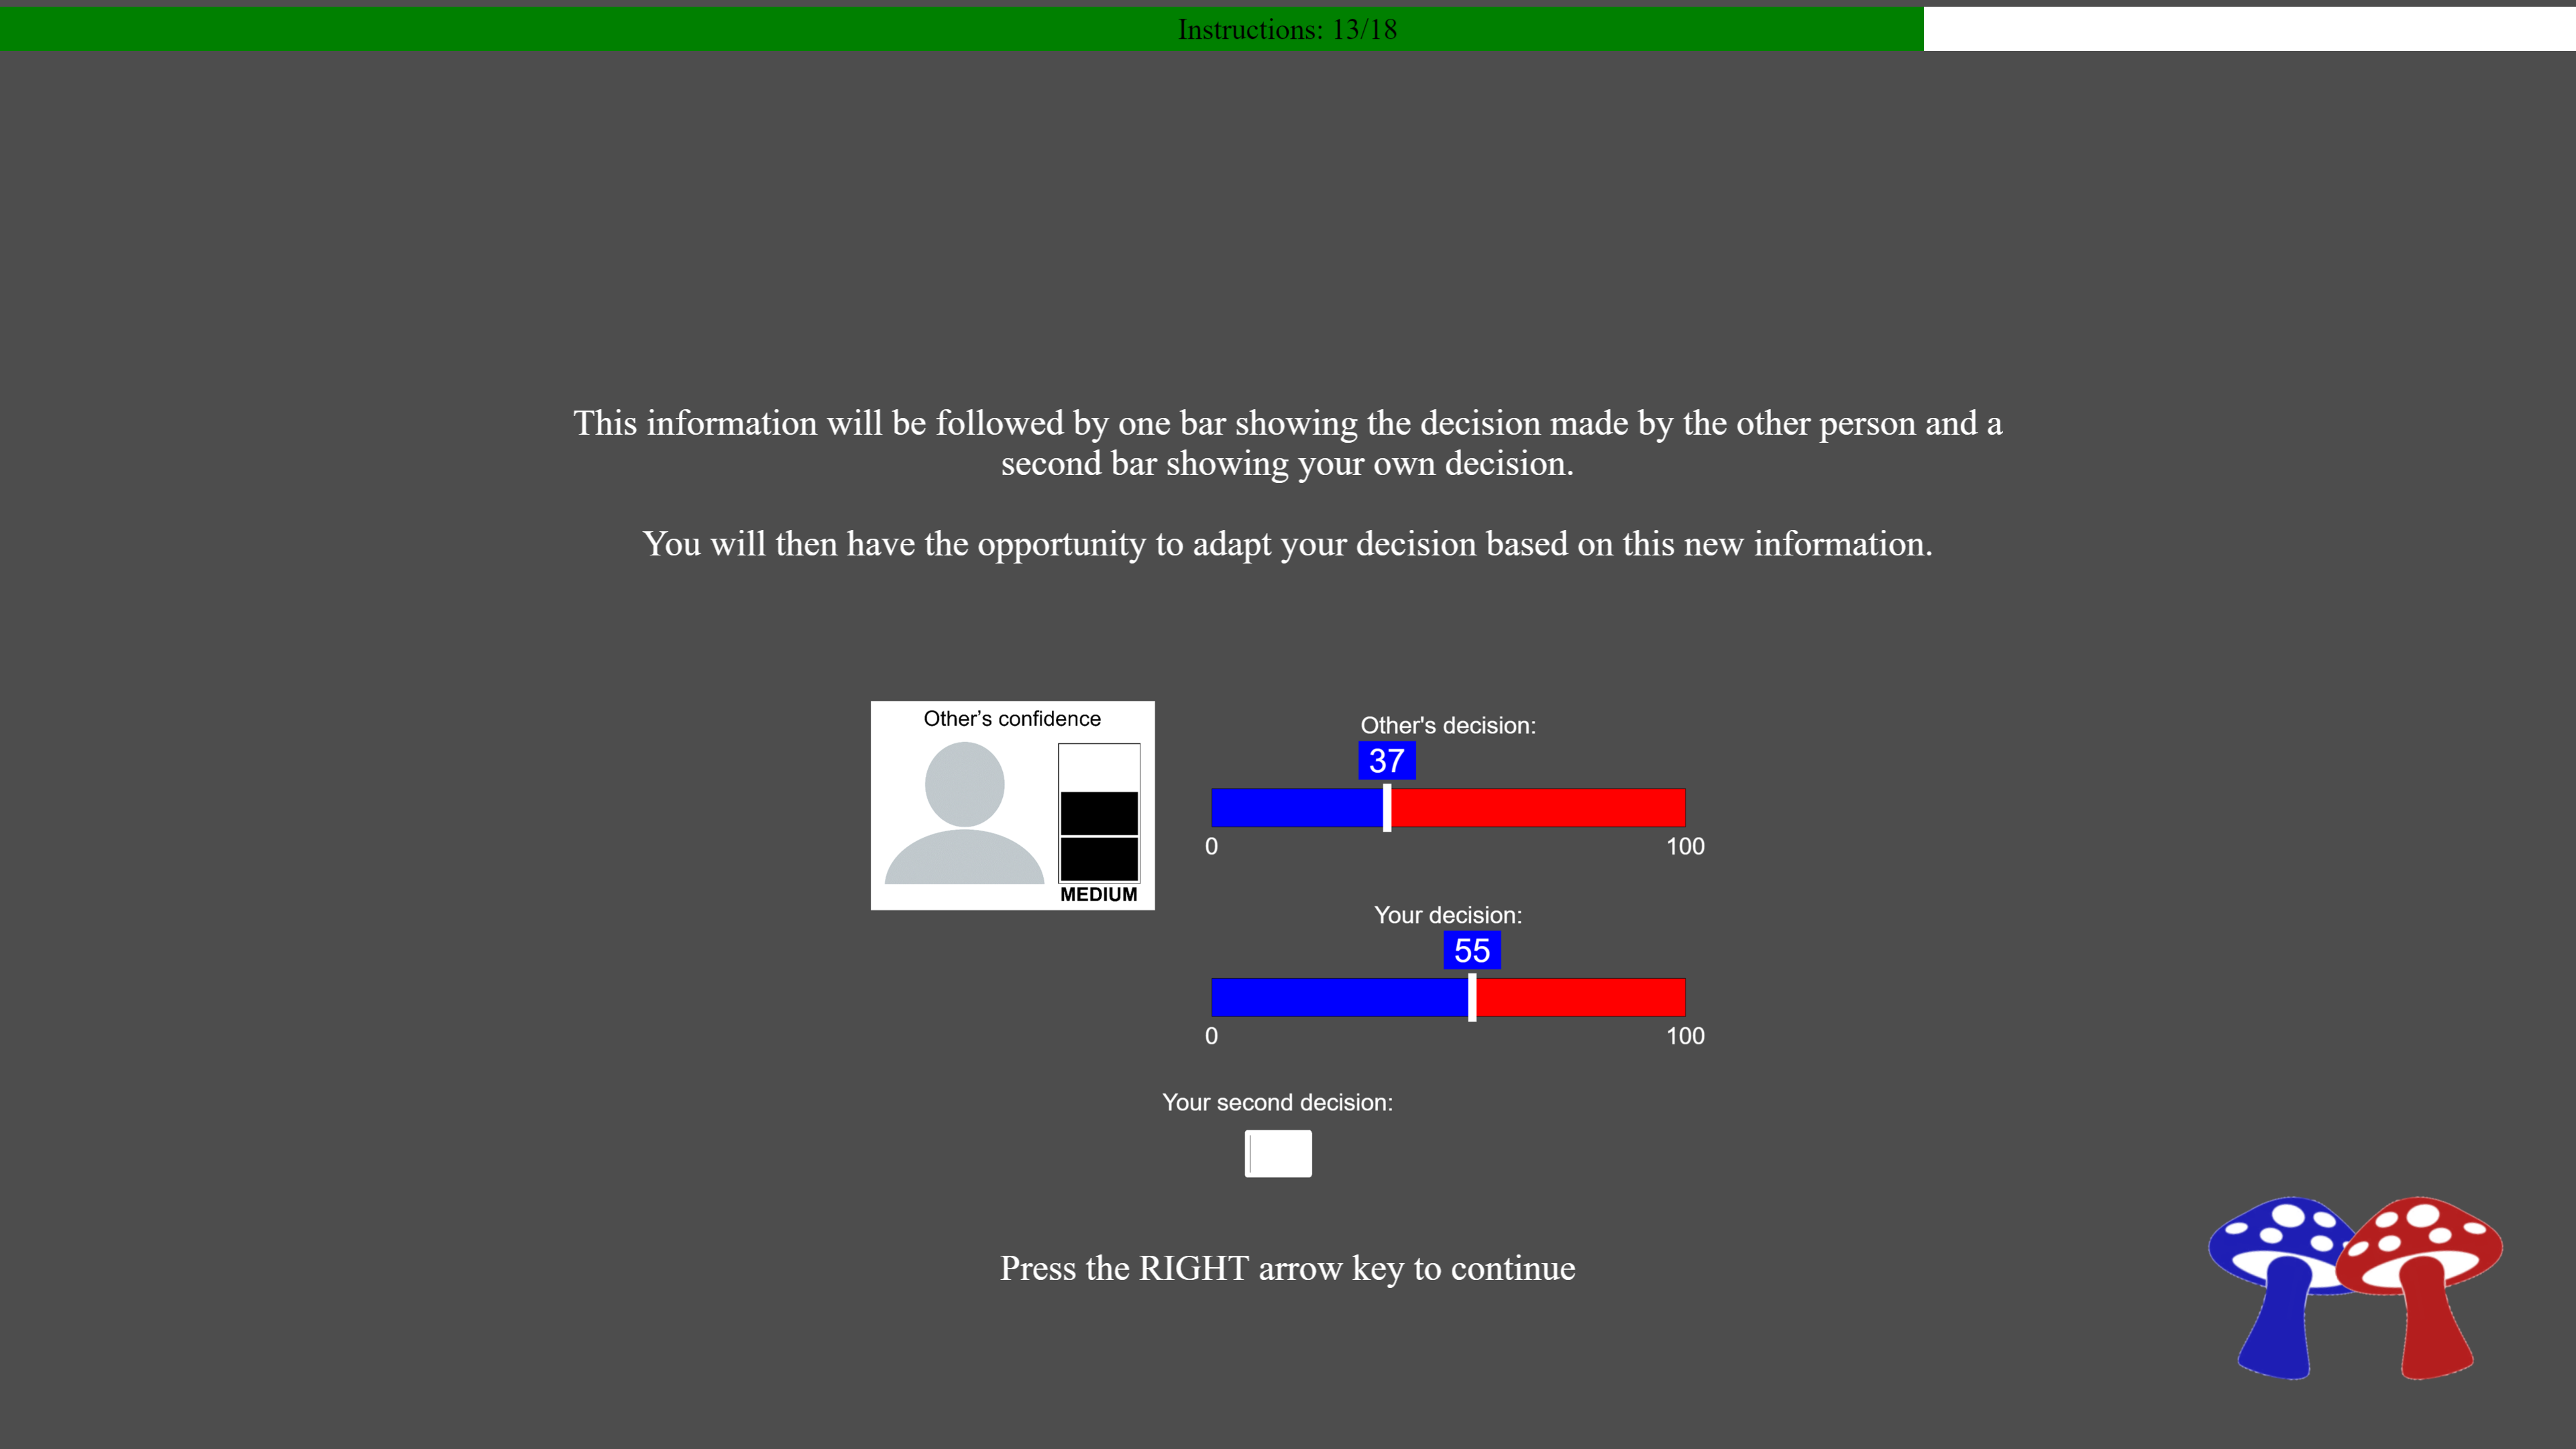 Instructions: 13/18
This information will be followed by one bar showing the decision made by the other person and a
second bar showing your own decision.
You will then have the opportunity to adapt your decision based on this new information.
Other’s confidence
MEDIUM
Other's decision:
37
0 100
Your decision:
55
0 100
Your second decision:
Press the RIGHT arrow key to continue